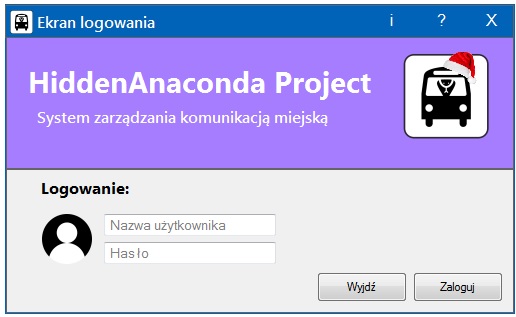 Ekran logowania i ? X
HiddenAnaconda Project
System zarządzania komunikacją miejską
Logowanie:
Nazwa użytkownika
Hasło
Wyjdź Zaloguj